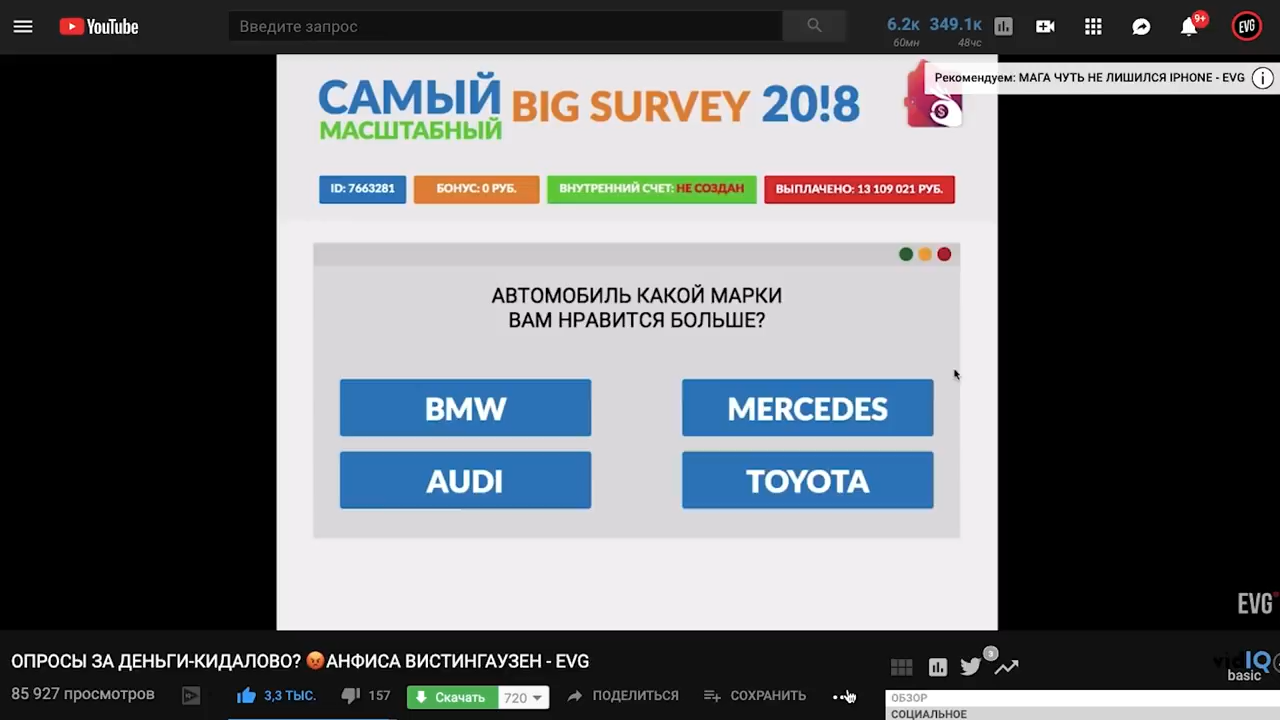 YouTube
Введите запрос
6.2к 349.1к
60мн 48чс
9+
EVG
Рекомендуем: МАГА ЧУТЬ НЕ ЛИШИЛСЯ IPHONE - EVG
САМЫЙ
МАСШТАБНЫЙ
BIG SURVEY 20!8
ID: 7663281
БОНУС: 0 РУБ.
ВНУТРЕННИЙ СЧЕТ: НЕ СОЗДАН
ВЫПЛАЧЕНО: 13 109 021 РУБ.
АВТОМОБИЛЬ КАКОЙ МАРКИ
ВАМ НРАВИТСЯ БОЛЬШЕ?
BMW
MERCEDES
AUDI
TOYOTA
EVG
ОПРОСЫ ЗА ДЕНЬГИ-КИДАЛОВО? 😡АНФИСА ВИСТИНГАУЗЕН - EVG
85 927 просмотров
3,3 ТЫС.
157
Скачать
720
ПОДЕЛИТЬСЯ
СОХРАНИТЬ
3
vidIQ
basic
ОБЗОР
СОЦИАЛЬНОЕ